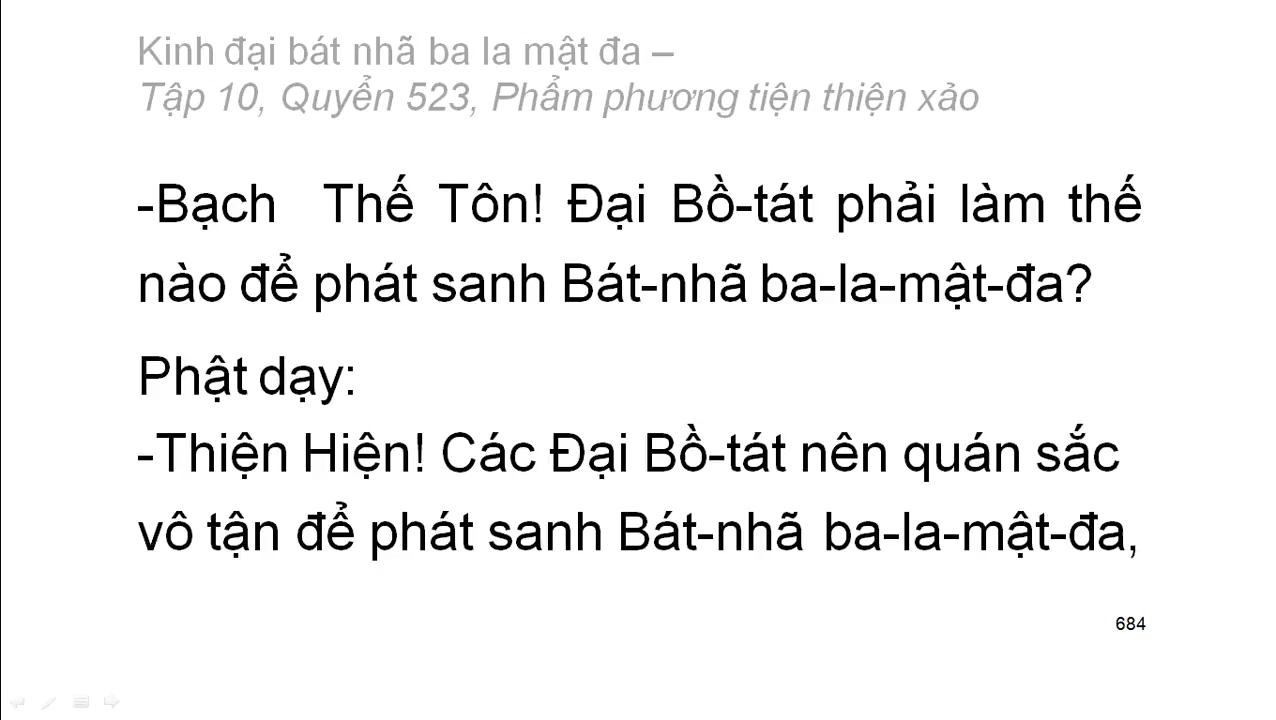 Kinh đại bát nhã ba la mật đa –
Tập 10, Quyển 523, Phẩm phương tiện thiện xảo
-Bạch Thế Tôn! Đại Bồ-tát phải làm thế
nào để phát sanh Bát-nhã ba-la-mật-đa?
Phật dạy:
-Thiện Hiện! Các Đại Bồ-tát nên quán sắc
vô tận để phát sanh Bát-nhã ba-la-mật-đa,
684